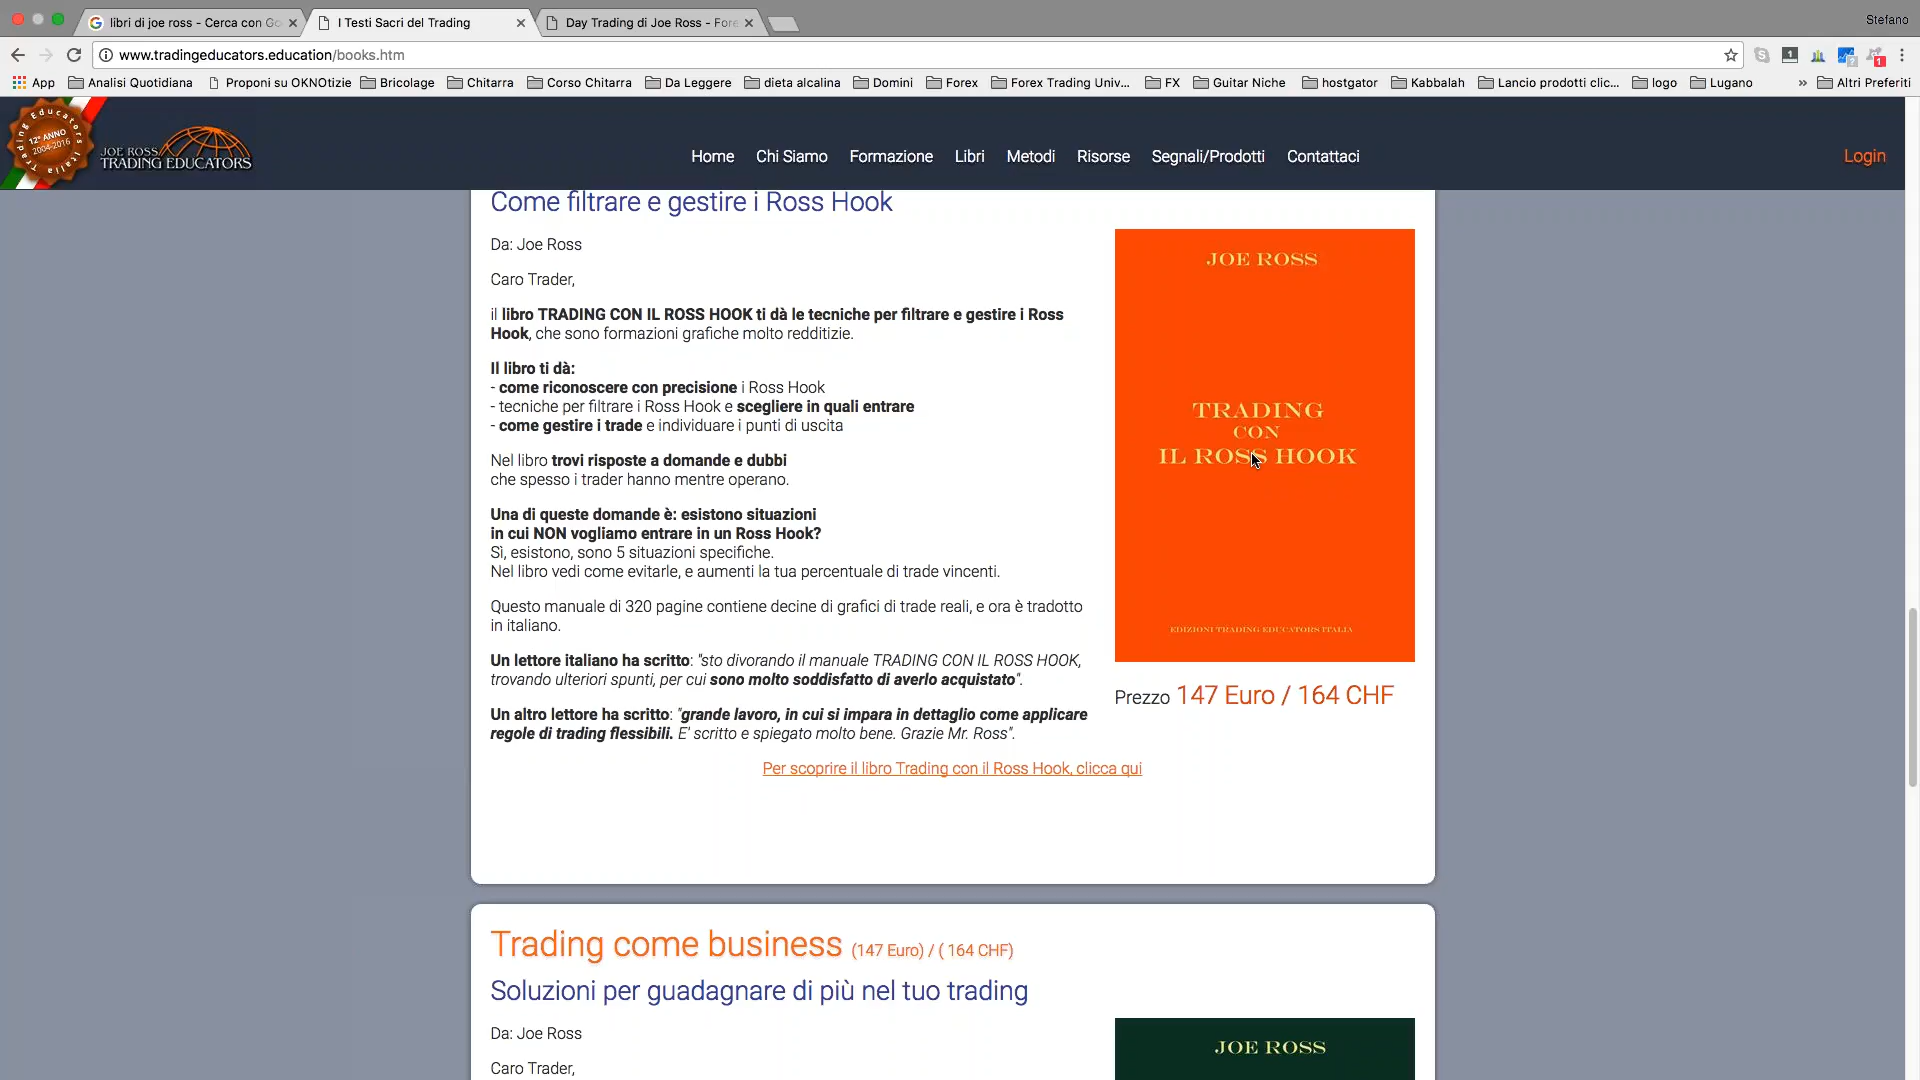 Stefano
libri di joe ross - Cerca con Go
I Testi Sacri del Trading
Day Trading di Joe Ross - Fore
www.tradingeducators.education/books.htm
App
Analisi Quotidiana
Proponi su OKNOtizie
Bricolage
Chitarra
Corso Chitarra
Da Leggere
dieta alcalina
Domini
Forex
Forex Trading Univ...
FX
Guitar Niche
hostgator
Kabbalah
Lancio prodotti clic...
logo
Lugano
»
Altri Preferiti
Trading Educators Italia
12° ANNO
2004-2016
JOE ROSS
TRADING EDUCATORS
Home
Chi Siamo
Formazione
Libri
Metodi
Risorse
Segnali/Prodotti
Contattaci
Login
Come filtrare e gestire i Ross Hook
Da: Joe Ross
Caro Trader,
il libro TRADING CON IL ROSS HOOK ti dà le tecniche per filtrare e gestire i Ross
Hook, che sono formazioni grafiche molto redditizie.
Il libro ti dà:
- come riconoscere con precisione i Ross Hook
- tecniche per filtrare i Ross Hook e scegliere in quali entrare
- come gestire i trade e individuare i punti di uscita
Nel libro trovi risposte a domande e dubbi
che spesso i trader hanno mentre operano.
Una di queste domande è: esistono situazioni
in cui NON vogliamo entrare in un Ross Hook?
Sì, esistono, sono 5 situazioni specifiche.
Nel libro vedi come evitarle, e aumenti la tua percentuale di trade vincenti.
Questo manuale di 320 pagine contiene decine di grafici di trade reali, e ora è tradotto
in italiano.
Un lettore italiano ha scritto: "sto divorando il manuale TRADING CON IL ROSS HOOK,
trovando ulteriori spunti, per cui sono molto soddisfatto di averlo acquistato".
Un altro lettore ha scritto: "grande lavoro, in cui si impara in dettaglio come applicare
regole di trading flessibili. E' scritto e spiegato molto bene. Grazie Mr. Ross".
JOE ROSS
TRADING
CON
IL ROSS HOOK
EDIZIONI TRADING EDUCATORS ITALIA
Prezzo 147 Euro / 164 CHF
Per scoprire il libro Trading con il Ross Hook, clicca qui
Trading come business (147 Euro) / ( 164 CHF)
Soluzioni per guadagnare di più nel tuo trading
Da: Joe Ross
Caro Trader,
JOE ROSS